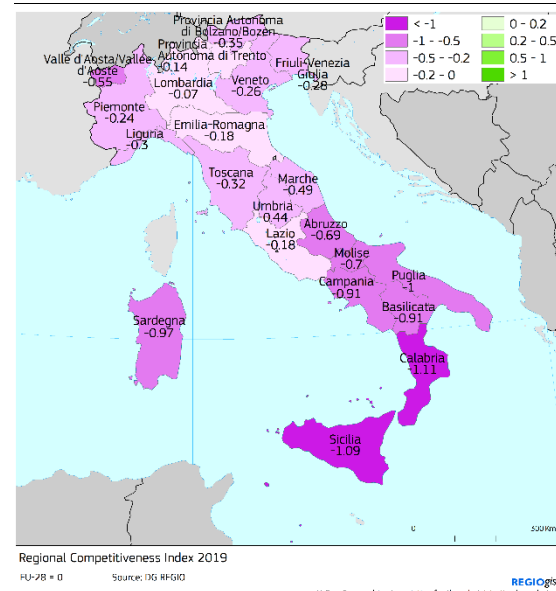 Provincia Autonoma
di Bolzano/Bozen
-0.35
Provincia
Autonoma di Trento
-0.14
Valle d'Aosta/Vallée
d'Aoste
-0.55
Friuli-Venezia
Giulia
-0.28
Lombardia
-0.07
Veneto
-0.26
Piemonte
-0.24
Liguria
-0.3
Emilia-Romagna
-0.18
Toscana
-0.32
Marche
-0.49
Umbria
-0.44
Lazio
-0.18
Abruzzo
-0.69
Molise
-0.7
Campania
-0.91
Puglia
-1
Basilicata
-0.91
Sardegna
-0.97
Calabria
-1.11
Sicilia
-1.09
< -1
-1 - -0.5
-0.5 - -0.2
-0.2 - 0
0 - 0.2
0.2 - 0.5
0.5 - 1
> 1
0 300 Km
Regional Competitiveness Index 2019
EU-28 = 0 Source: DG REGIO
REGIOgis